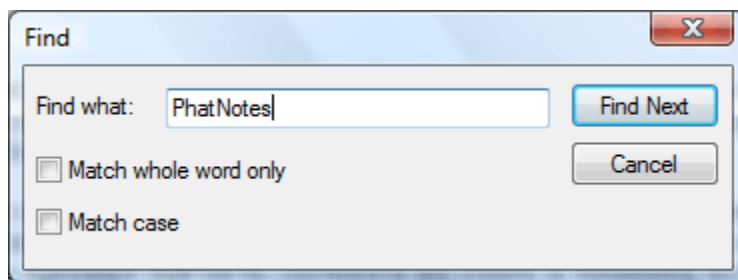 Find
Find what: PhatNotes Find Next
Match whole word only Cancel
Match case